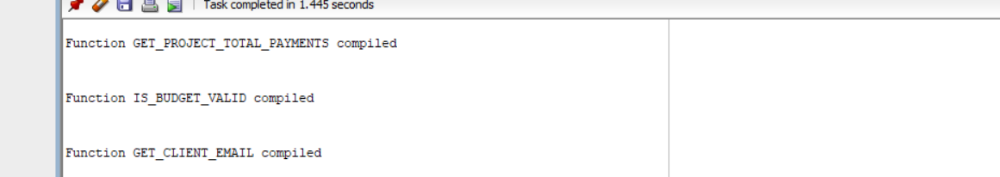 Task completed in 1.445 seconds
Function GET_PROJECT_TOTAL_PAYMENTS compiled
Function IS_BUDGET_VALID compiled
Function GET_CLIENT_EMAIL compiled